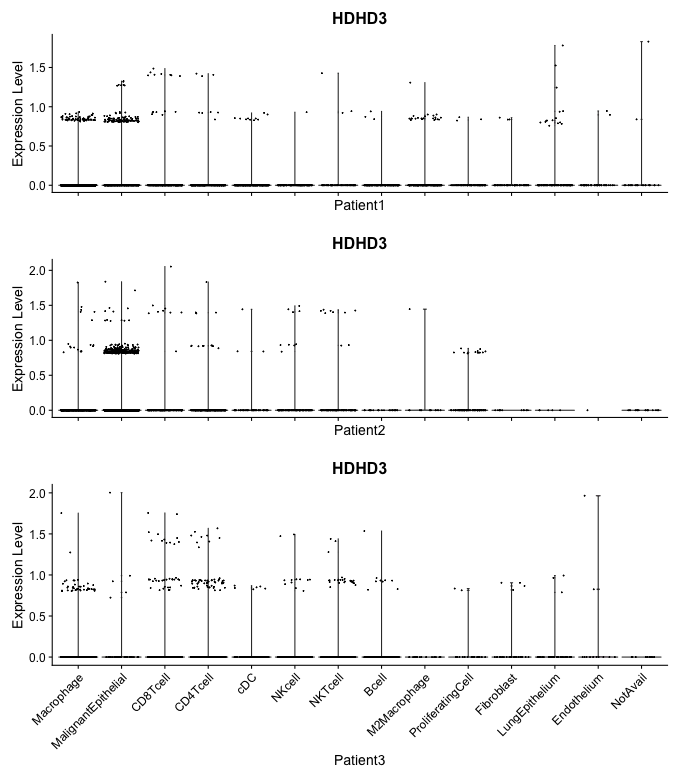 HDHD3
Expression Level
1.5
1.0
0.5
0.0
Patient1
HDHD3
Expression Level
2.0
1.5
1.0
0.5
0.0
Patient2
HDHD3
Expression Level
2.0
1.5
1.0
0.5
0.0
Macrophage
MalignantEpithelial
CD8Tcell
CD4Tcell
cDC
NKcell
NKTcell
Bcell
M2Macrophage
ProliferatingCell
Fibroblast
LungEpithelium
Endothelium
NotAvail
Patient3